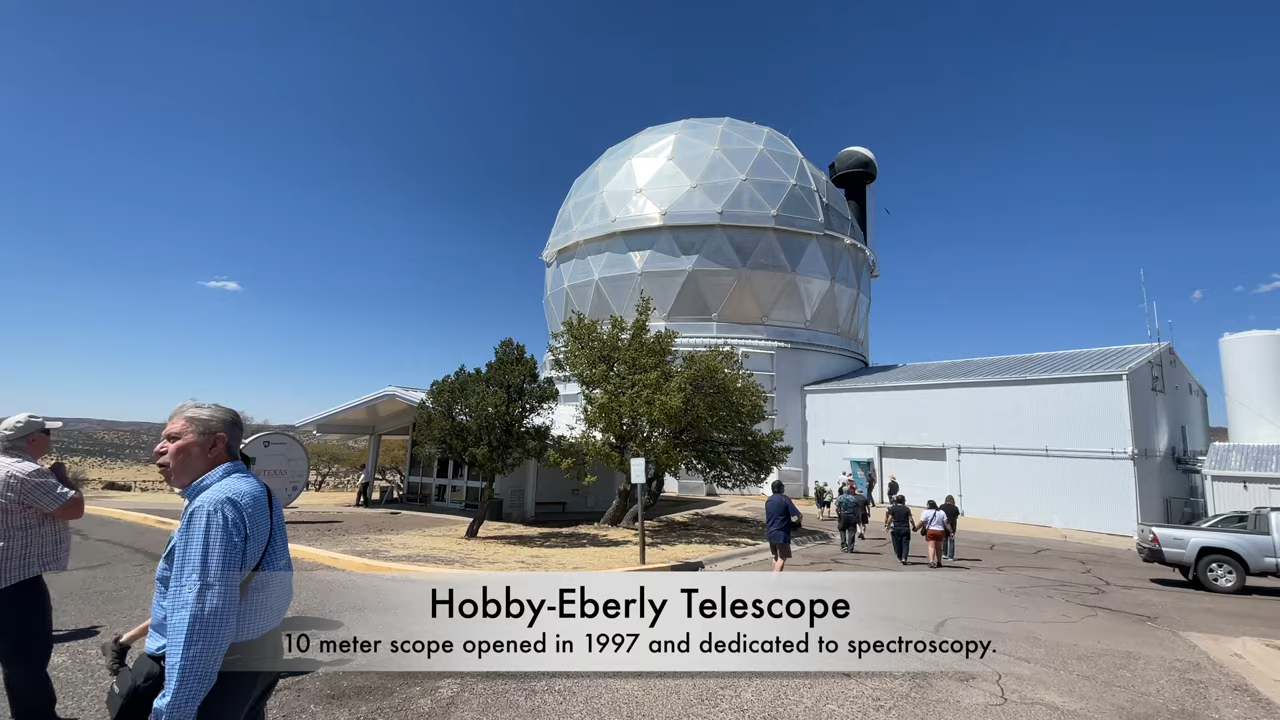 TEXAS
Hobby-Eberly Telescope
10 meter scope opened in 1997 and dedicated to spectroscopy.